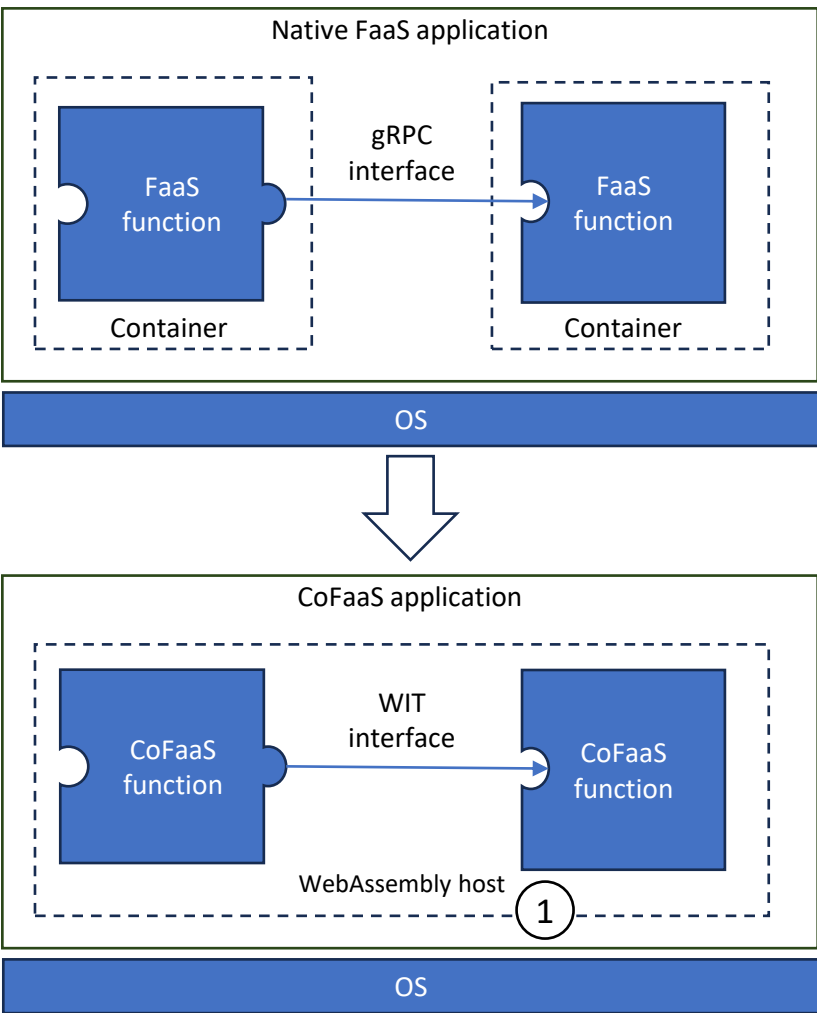 Native FaaS application
gRPC
interface
FaaS
function
FaaS
function
Container
Container
OS
CoFaaS application
WIT
interface
CoFaaS
function
CoFaaS
function
WebAssembly host
1
OS